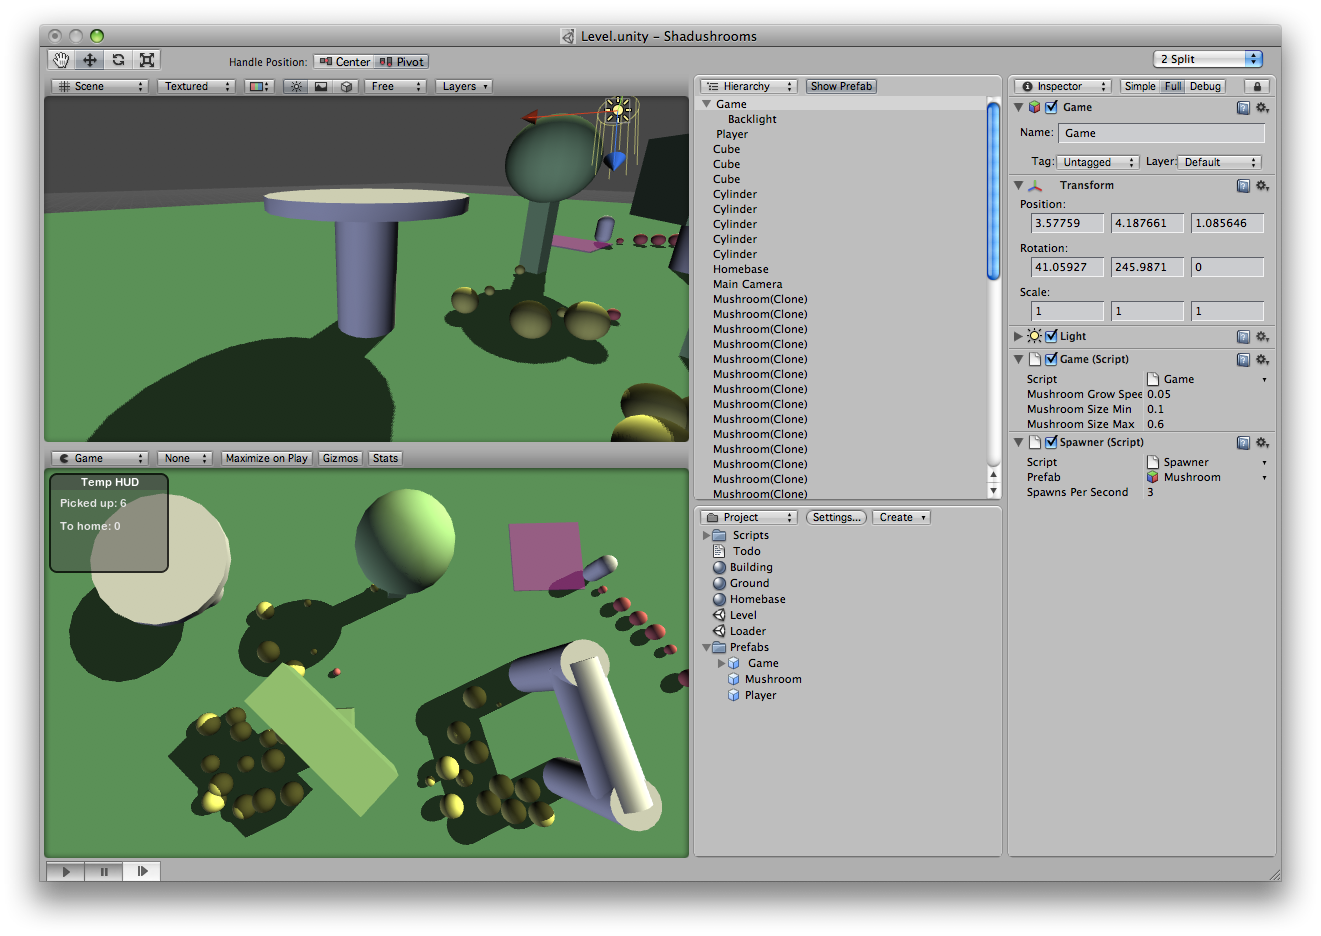 Level.unity – Shadushrooms
Handle Position: Center Pivot
2 Split
Scene Textured Free Layers
Hierarchy Show Prefab
Game
Backlight
Player
Cube
Cube
Cube
Cylinder
Cylinder
Cylinder
Cylinder
Cylinder
Homebase
Main Camera
Mushroom(Clone)
Mushroom(Clone)
Mushroom(Clone)
Mushroom(Clone)
Mushroom(Clone)
Mushroom(Clone)
Mushroom(Clone)
Mushroom(Clone)
Mushroom(Clone)
Mushroom(Clone)
Mushroom(Clone)
Mushroom(Clone)
Mushroom(Clone)
Mushroom(Clone)
Inspector Simple Full Debug
Game
Name: Game
Tag: Untagged Layer: Default
Transform
Position:
3.57759 4.187661 1.085646
Rotation:
41.05927 245.9871 0
Scale:
1 1 1
Light
Game (Script)
Script Game
Mushroom Grow Spee 0.05
Mushroom Size Min 0.1
Mushroom Size Max 0.6
Spawner (Script)
Script Spawner
Prefab Mushroom
Spawns Per Second 3
Game None Maximize on Play Gizmos Stats
Temp HUD
Picked up: 6
To home: 0
Project Settings... Create
Scripts
Todo
Building
Ground
Homebase
Level
Loader
Prefabs
Game
Mushroom
Player